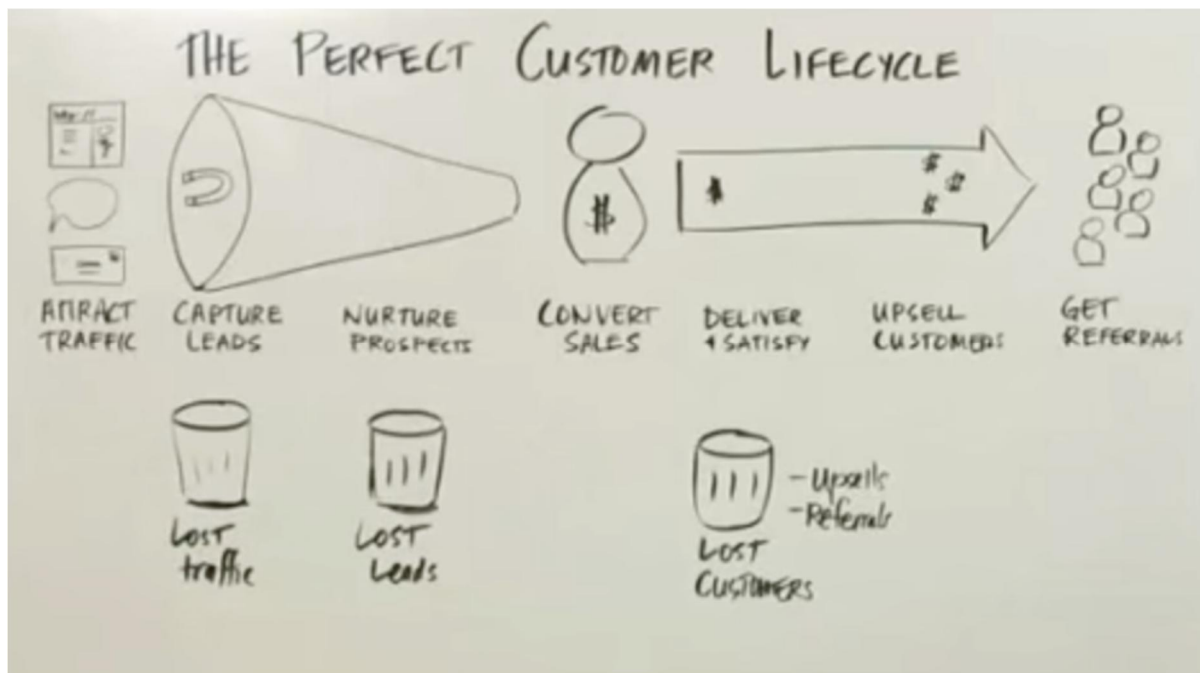 THE PERFECT CUSTOMER LIFECYCLE
$
$
$
$
$
ATTRACT
TRAFFIC
CAPTURE
LEADS
NURTURE
PROSPECTS
CONVERT
SALES
DELIVER
+ SATISFY
UPSELL
CUSTOMERS
GET
REFERRALS
LOST
traffic
LOST
Leads
LOST
CUSTOMERS
- Upsells
- Referrals